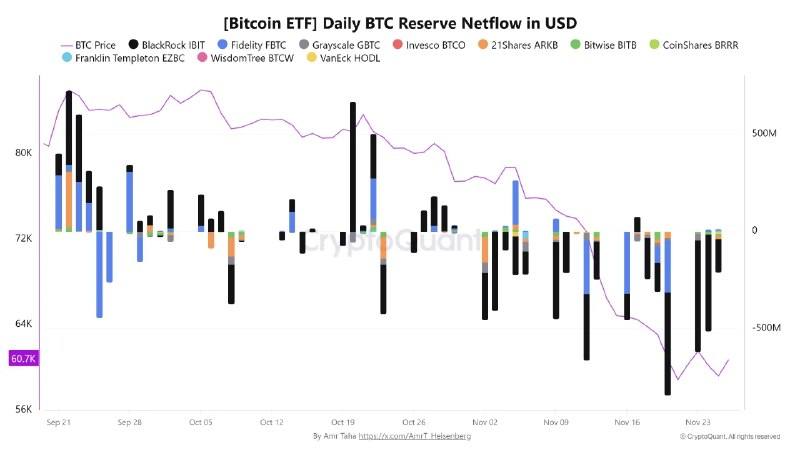 [Bitcoin ETF] Daily BTC Reserve Netflow in USD
BTC Price BlackRock IBIT Fidelity FBTC Grayscale GBTC Invesco BTCO 21Shares ARKB Bitwise BITB CoinShares BRRR
Franklin Templeton EZBC WisdomTree BTCW VanEck HODL
80K
72K
64K
60.7K
56K
500M
0
-500M
CryptoQuant
Sep 21 Sep 28 Oct 05 Oct 12 Oct 19 Oct 26 Nov 02 Nov 09 Nov 16 Nov 23
By Amr Taha https://x.com/AmrT_Heisenberg
© CryptoQuant. All rights reserved